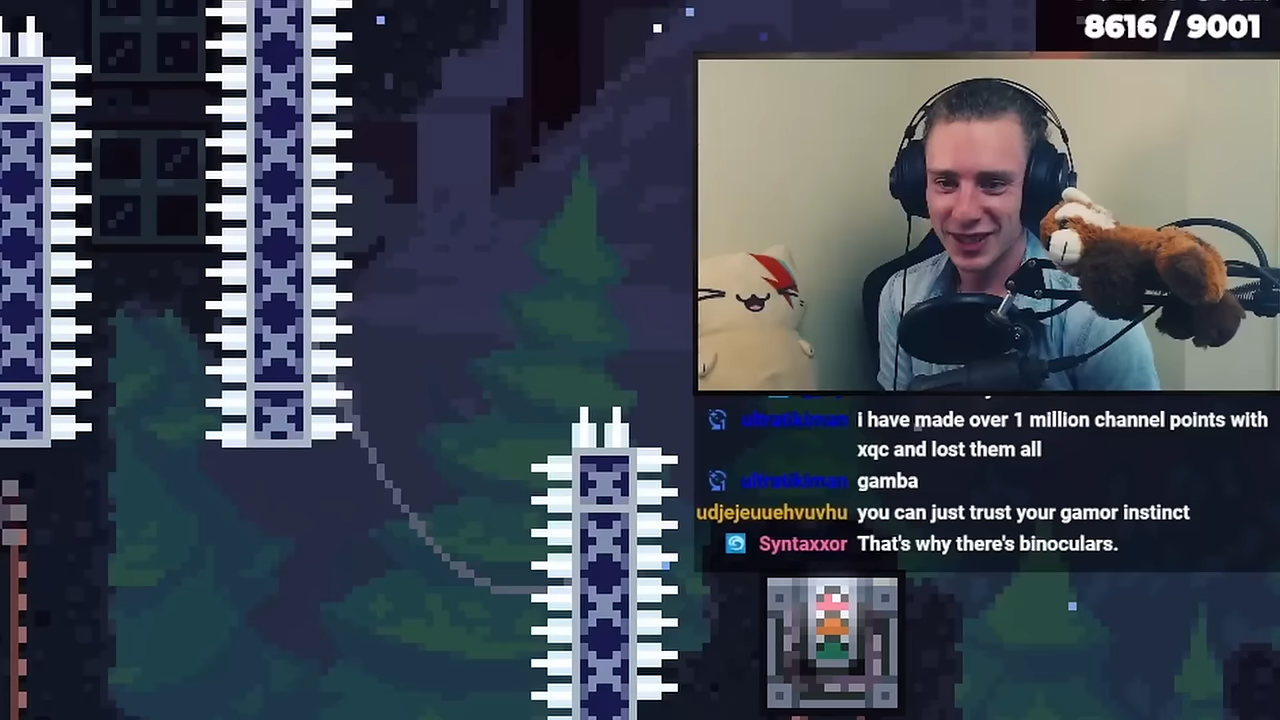 8616 / 9001
i have made over 1 million channel points with
xqc and lost them all
gamba
udjejeuuehvuvhu you can just trust your gamor instinct
Syntaxxor That's why there's binoculars.